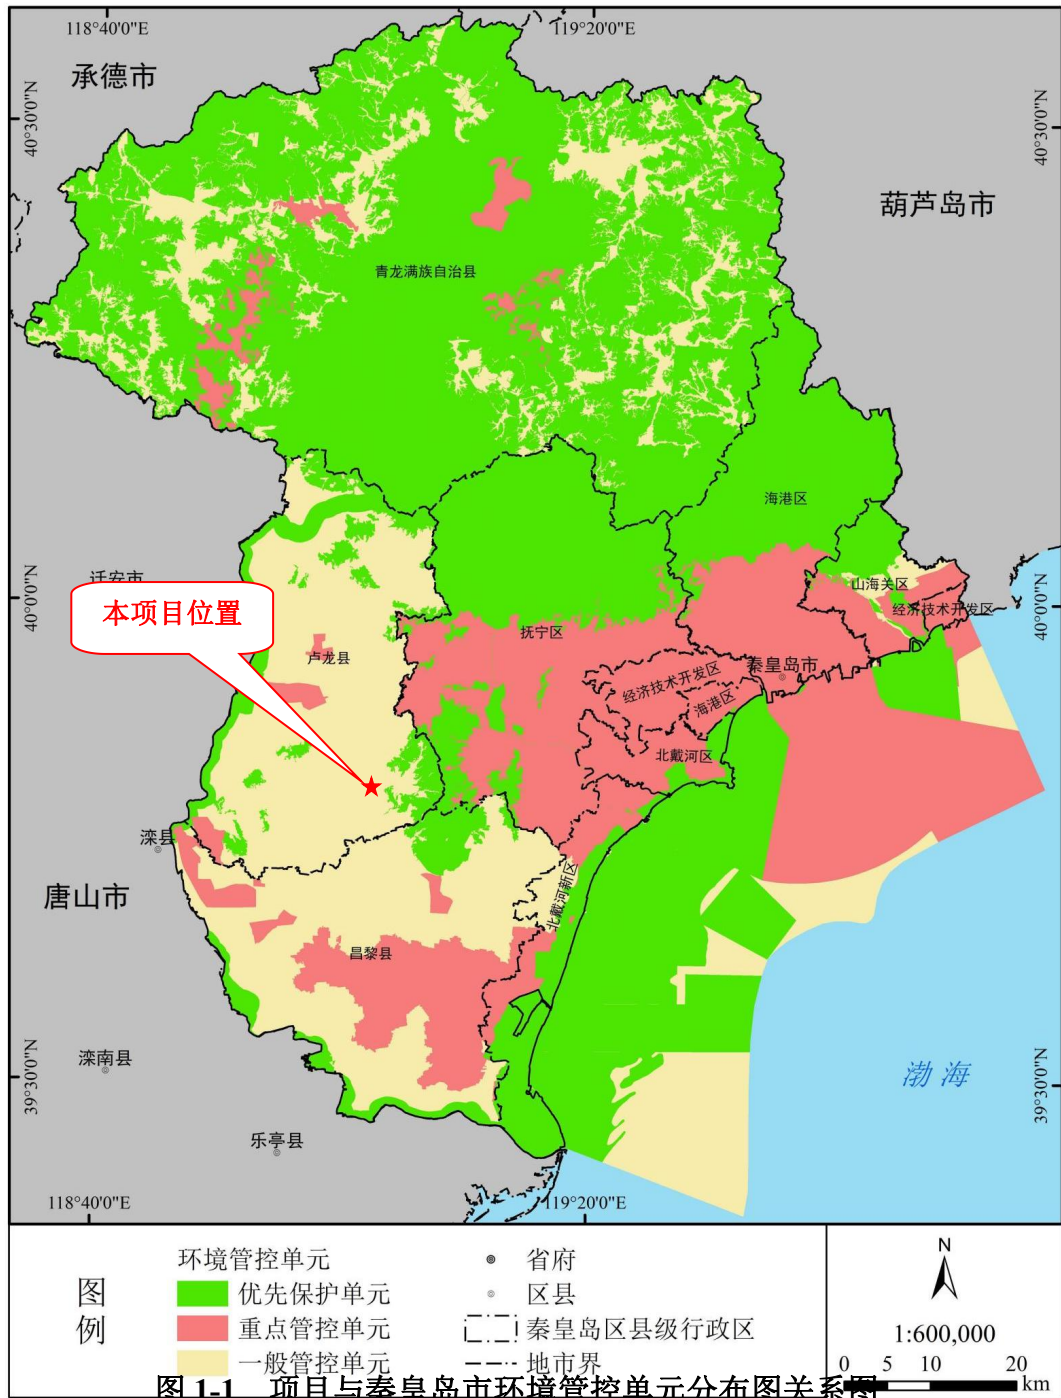 118°40'0"E
119°20'0"E
承德市
40°30'0"N
40°30'0"N
葫芦岛市
青龙满族自治县
海港区
迁安市
山海关区
40°0'0"N
40°0'0"N
本项目位置
经济技术开发区
抚宁区
卢龙县
秦皇岛市
经济技术开发区
海港区
北戴河区
滦县
唐山市
北戴河新区
昌黎县
滦南县
渤海
39°30'0"N
39°30'0"N
乐亭县
118°40'0"E
119°20'0"E
图例
环境管控单元
优先保护单元
重点管控单元
一般管控单元
省府
区县
秦皇岛区县级行政区
地市界
N
1:600,000
0 5 10 20
km
图 1-1 项目与秦皇岛市环境管控单元分布图关系图